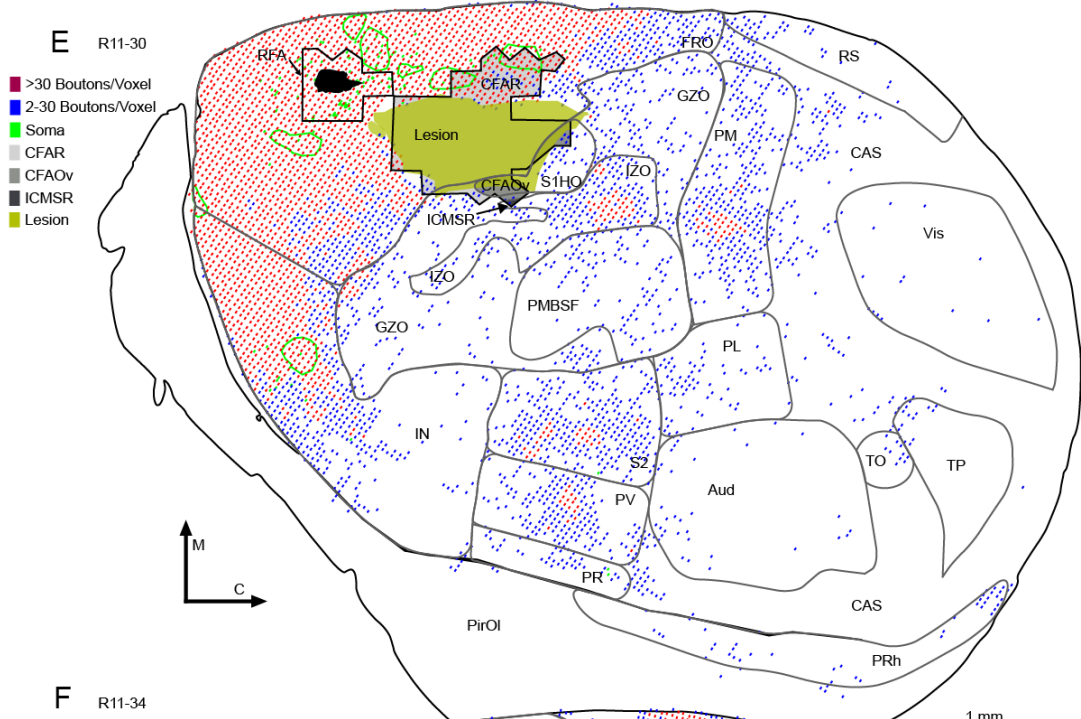 E R11-30
>30 Boutons/Voxel
2-30 Boutons/Voxel
Soma
CFAR
CFAOv
ICMSR
Lesion
RFA
CFAR
Lesion
CFAOv
ICMSR
S1HO
IZO
IZO
GZO
FRO
GZO
PM
RS
CAS
Vis
PMBSF
PL
IN
S2
PV
PR
Aud
TO
TP
CAS
PRh
PirOl
M
C
F R11-34
1 mm